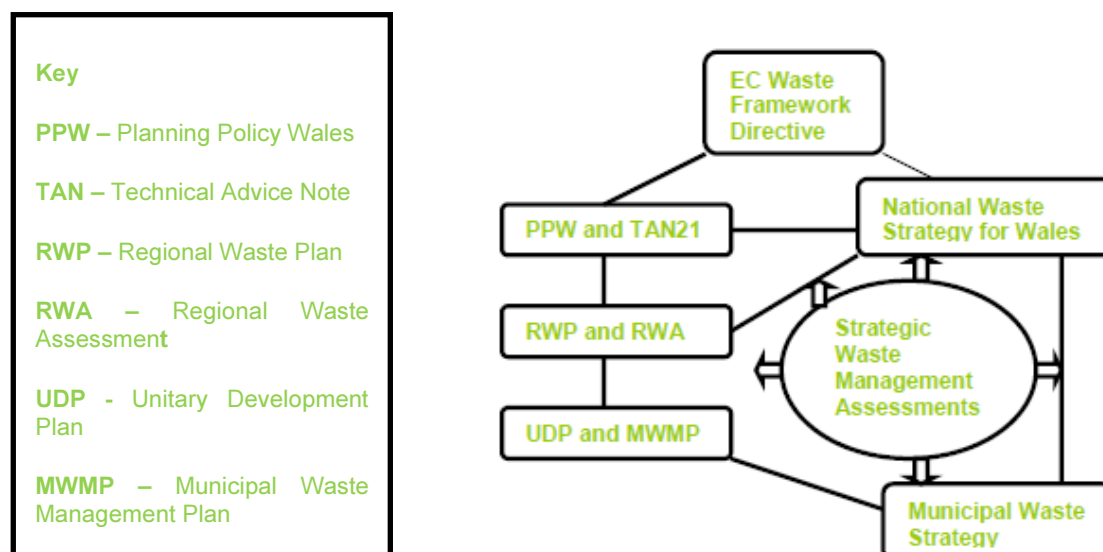 Key
PPW – Planning Policy Wales
TAN – Technical Advice Note
RWP – Regional Waste Plan
RWA – Regional Waste
Assessment
UDP - Unitary Development
Plan
MWMP – Municipal Waste
Management Plan
EC Waste
Framework
Directive
National Waste
Strategy for Wales
PPW and TAN21
RWP and RWA
Strategic
Waste
Management
Assessments
UDP and MWMP
Municipal Waste
Strategy